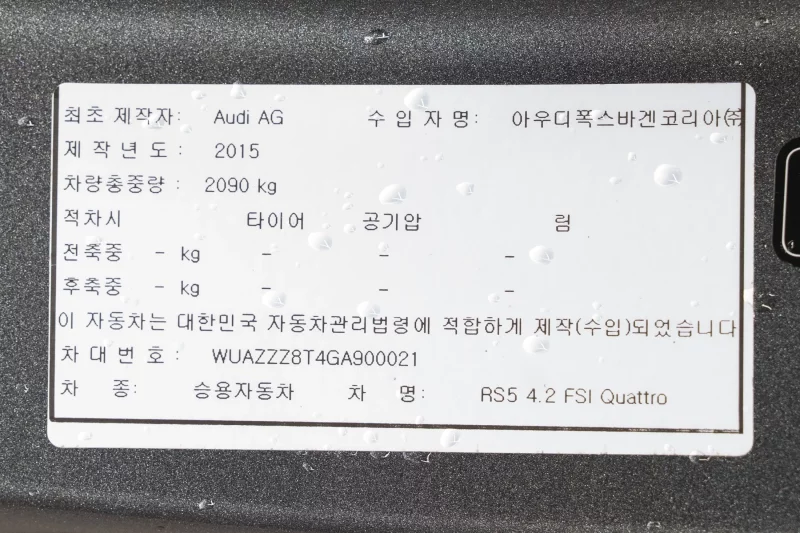 최초 제작자: Audi AG 수 입 자 명: 아우디폭스바겐코리아㈜
제 작 년 도 : 2015
차량총중량 : 2090 kg
적차시 타이어 공기압 림
전축중 - kg - - -
후축중 - kg - - -
이 자동차는 대한민국 자동차관리법령에 적합하게 제작(수입)되었습니다
차 대 번 호 : WUAZZZ8T4GA900021
차 종: 승용자동차 차 명: RS5 4.2 FSI Quattro